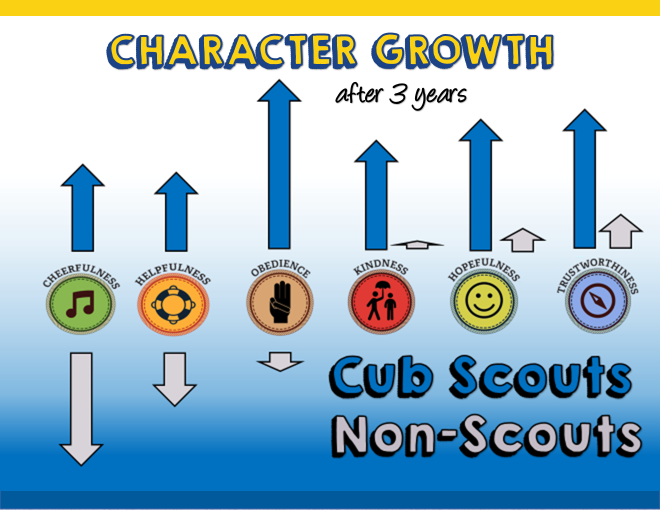 CHARACTER GROWTH
after 3 years
CHEERFULNESS
HELPFULNESS
OBEDIENCE
KINDNESS
HOPEFULNESS
TRUSTWORTHINESS
Cub Scouts
Non-Scouts